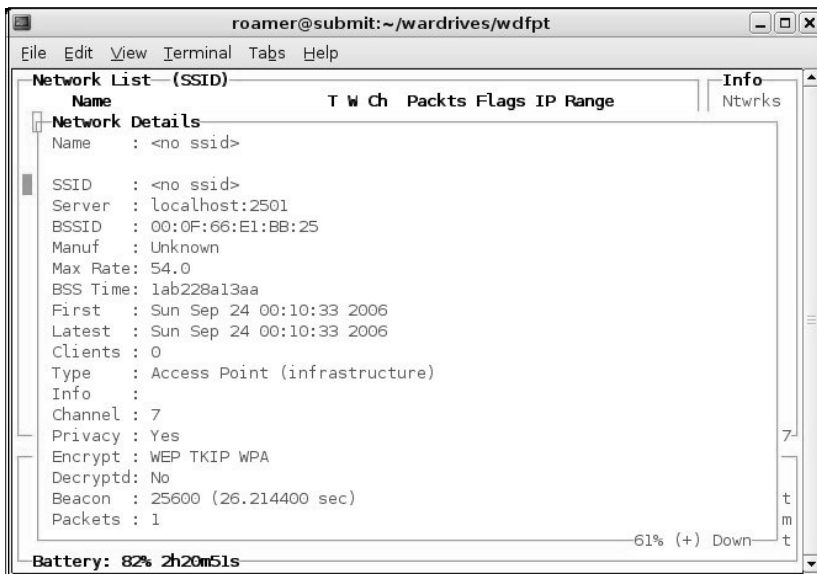 roamer@submit:~/wardrives/wdfpt
File Edit View Terminal Tabs Help
Network List (SSID) Info
Name T W Ch Packts Flags IP Range Ntwrks
Network Details
Name : <no ssid>
SSID : <no ssid>
Server : localhost:2501
BSSID : 00:0F:66:E1:BB:25
Manuf : Unknown
Max Rate: 54.0
BSS Time: 1ab228a13aa
First : Sun Sep 24 00:10:33 2006
Latest : Sun Sep 24 00:10:33 2006
Clients : 0
Type : Access Point (infrastructure)
Info :
Channel : 7
Privacy : Yes 7
Encrypt : WEP TKIP WPA
Decryptd: No
Beacon : 25600 (26.214400 sec) t
Packets : 1 m
61% (+) Down t
Battery: 82% 2h20m51s